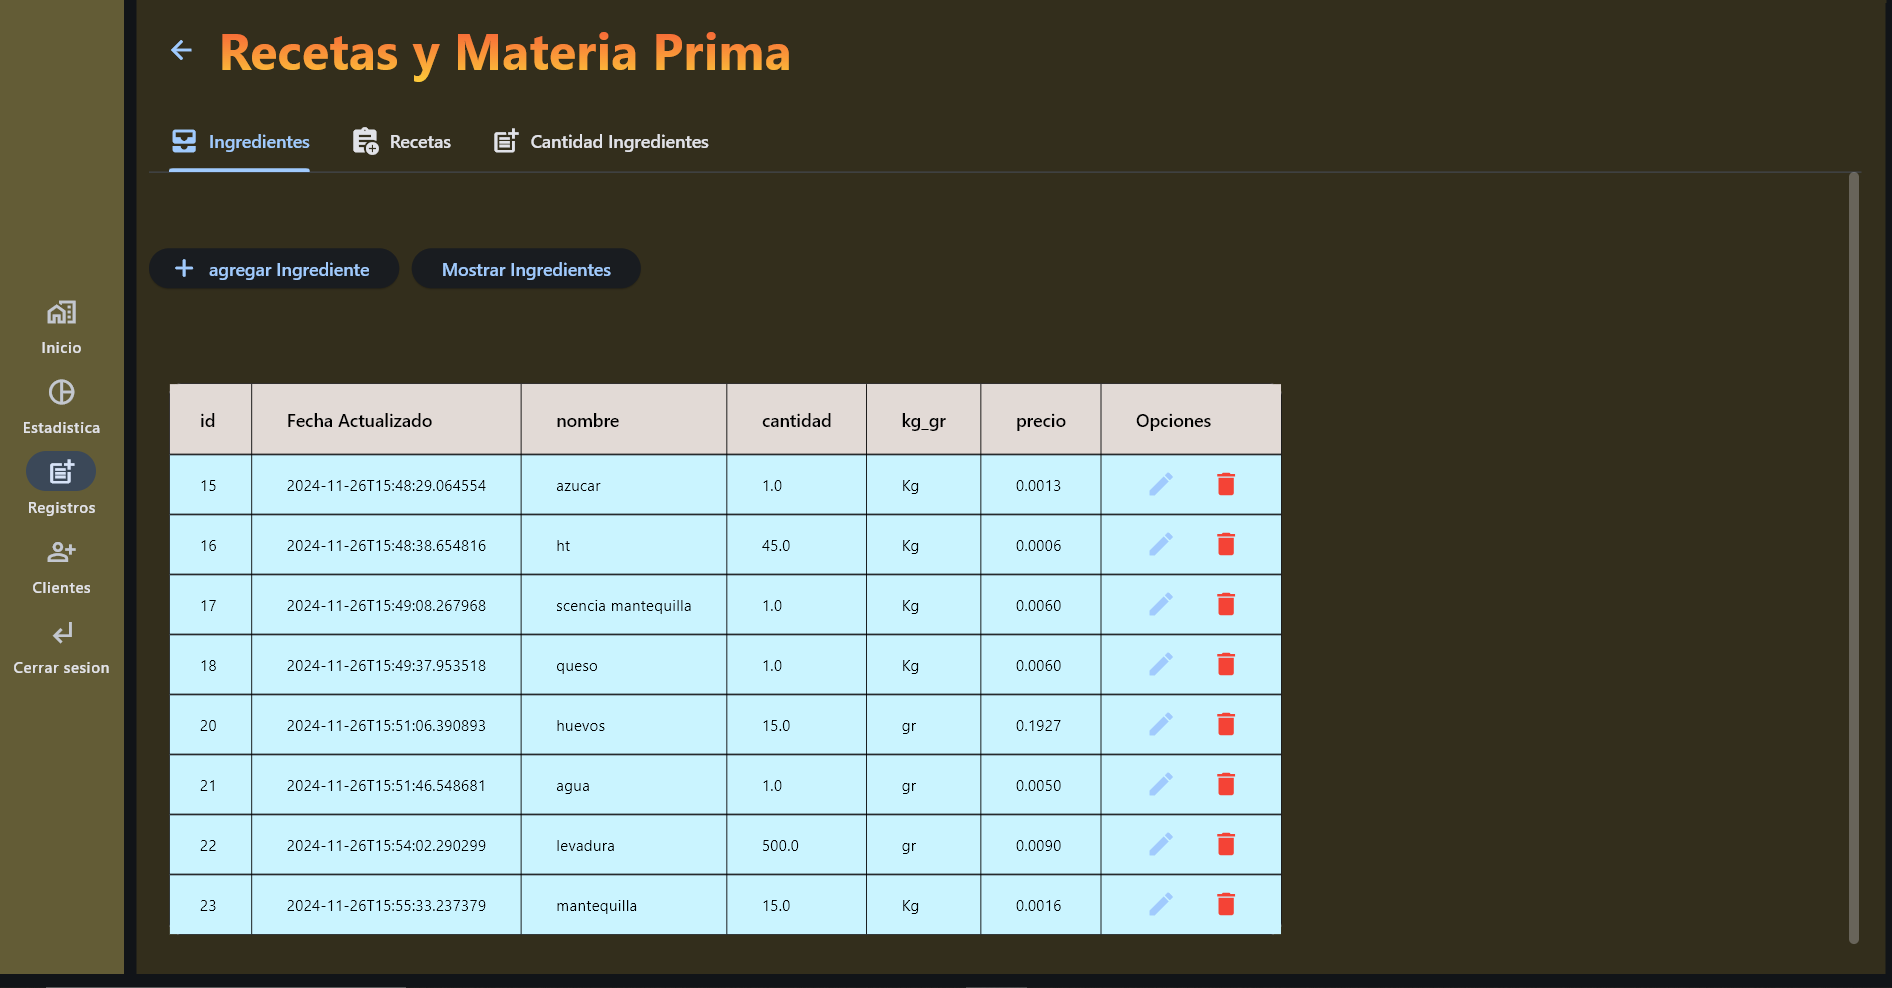 Recetas y Materia Prima
Ingredientes Recetas Cantidad Ingredientes
agregar Ingrediente Mostrar Ingredientes
Inicio
Estadistica
Registros
Clientes
Cerrar sesion
id Fecha Actualizado nombre cantidad kg_gr precio Opciones
15 2024-11-26T15:48:29.064554 azucar 1.0 Kg 0.0013
16 2024-11-26T15:48:38.654816 ht 45.0 Kg 0.0006
17 2024-11-26T15:49:08.267968 scencia mantequilla 1.0 Kg 0.0060
18 2024-11-26T15:49:37.953518 queso 1.0 Kg 0.0060
20 2024-11-26T15:51:06.390893 huevos 15.0 gr 0.1927
21 2024-11-26T15:51:46.548681 agua 1.0 gr 0.0050
22 2024-11-26T15:54:02.290299 levadura 500.0 gr 0.0090
23 2024-11-26T15:55:33.237379 mantequilla 15.0 Kg 0.0016